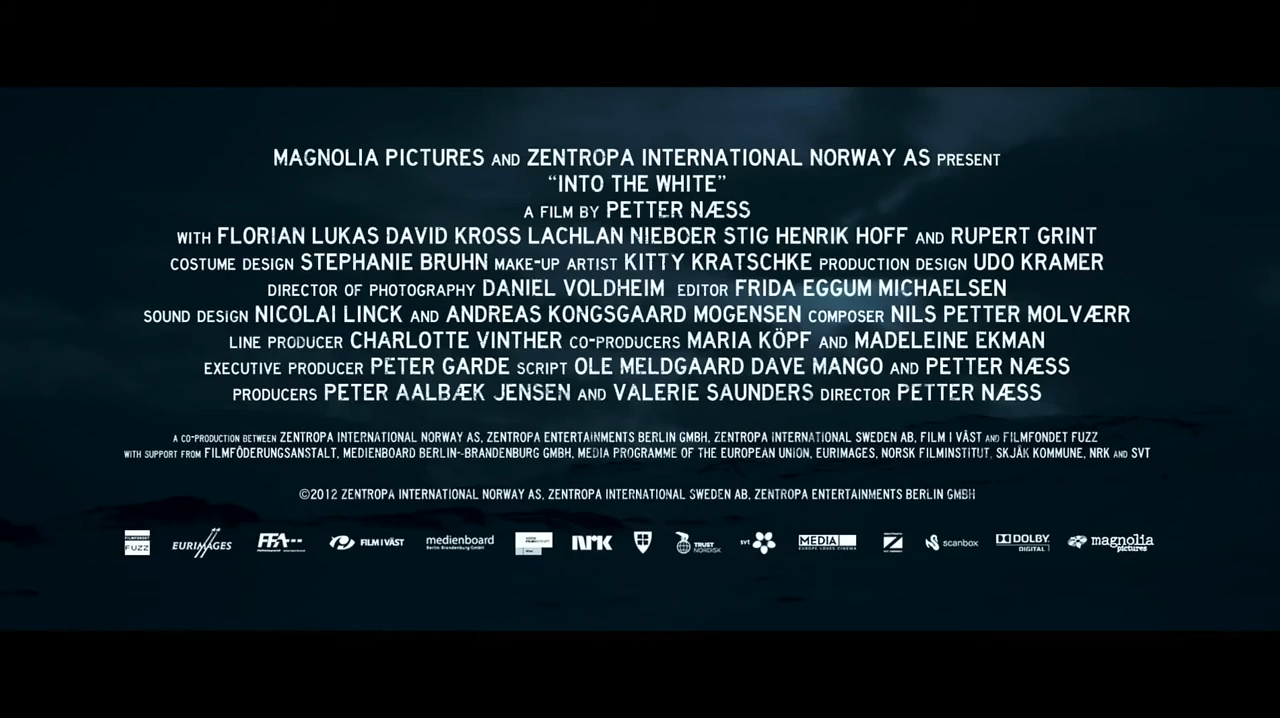 MAGNOLIA PICTURES AND ZENTROPA INTERNATIONAL NORWAY AS PRESENT
“INTO THE WHITE”
A FILM BY PETTER NÆSS
WITH FLORIAN LUKAS DAVID KROSS LACHLAN NIEBOER STIG HENRIK HOFF AND RUPERT GRINT
COSTUME DESIGN STEPHANIE BRUHN MAKE-UP ARTIST KITTY KRATSCHKE PRODUCTION DESIGN UDO KRAMER
DIRECTOR OF PHOTOGRAPHY DANIEL VOLDHEIM EDITOR FRIDA EGGUM MICHAELSEN
SOUND DESIGN NICOLAI LINCK AND ANDREAS KONGSGAARD MOGENSEN COMPOSER NILS PETTER MOLVÆRR
LINE PRODUCER CHARLOTTE VINTHER CO-PRODUCERS MARIA KÖPF AND MADELEINE EKMAN
EXECUTIVE PRODUCER PETER GARDE SCRIPT OLE MELDGAARD DAVE MANGO AND PETTER NÆSS
PRODUCERS PETER AALBÆK JENSEN AND VALERIE SAUNDERS DIRECTOR PETTER NÆSS
A CO-PRODUCTION BETWEEN ZENTROPA INTERNATIONAL NORWAY AS, ZENTROPA ENTERTAINMENTS BERLIN GMBH, ZENTROPA INTERNATIONAL SWEDEN AB, FILM I VÄST AND FILMFONDET FUZZ
WITH SUPPORT FROM FILMFÖDERUNGSANSTALT, MEDIENBOARD BERLIN-BRANDENBURG GMBH, MEDIA PROGRAMME OF THE EUROPEAN UNION, EURIMAGES, NORSK FILMINSTITUT, SKJÅK KOMMUNE, NRK AND SVT
©2012 ZENTROPA INTERNATIONAL NORWAY AS, ZENTROPA INTERNATIONAL SWEDEN AB, ZENTROPA ENTERTAINMENTS BERLIN GMBH
FILMFONDET FUZZ EURIMAGES FFA FILM I VÄST medienboard Berlin-Brandenburg GmbH nrk TRUST NORDISK svt MEDIA EUROPE LOVES CINEMA scanbox DOLBY DIGITAL magnolia pictures